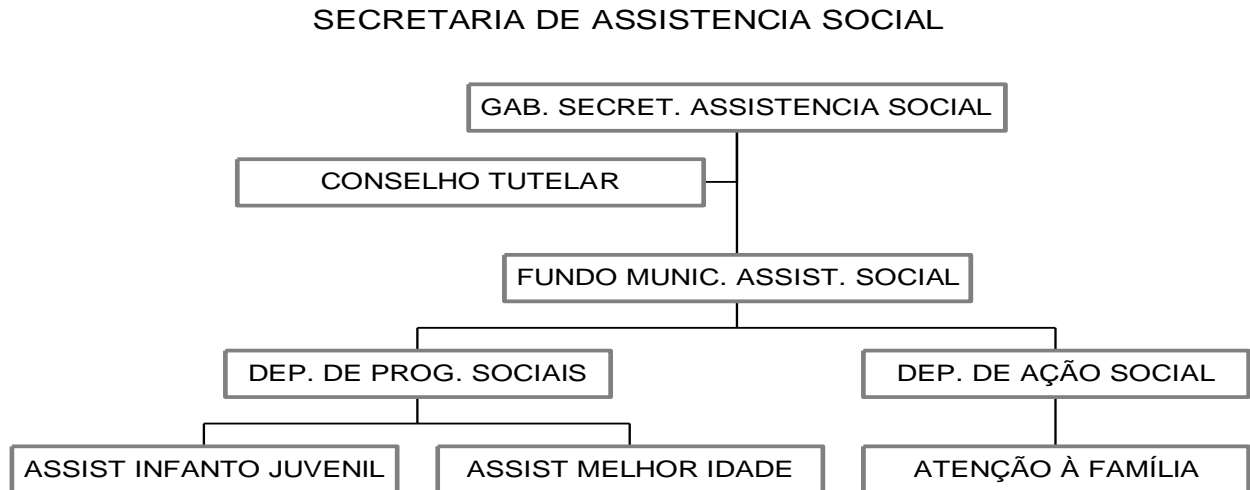 SECRETARIA DE ASSISTENCIA SOCIAL
GAB. SECRET. ASSISTENCIA SOCIAL
CONSELHO TUTELAR
FUNDO MUNIC. ASSIST. SOCIAL
DEP. DE PROG. SOCIAIS
DEP. DE AÇÃO SOCIAL
ASSIST INFANTO JUVENIL
ASSIST MELHOR IDADE
ATENÇÃO À FAMÍLIA